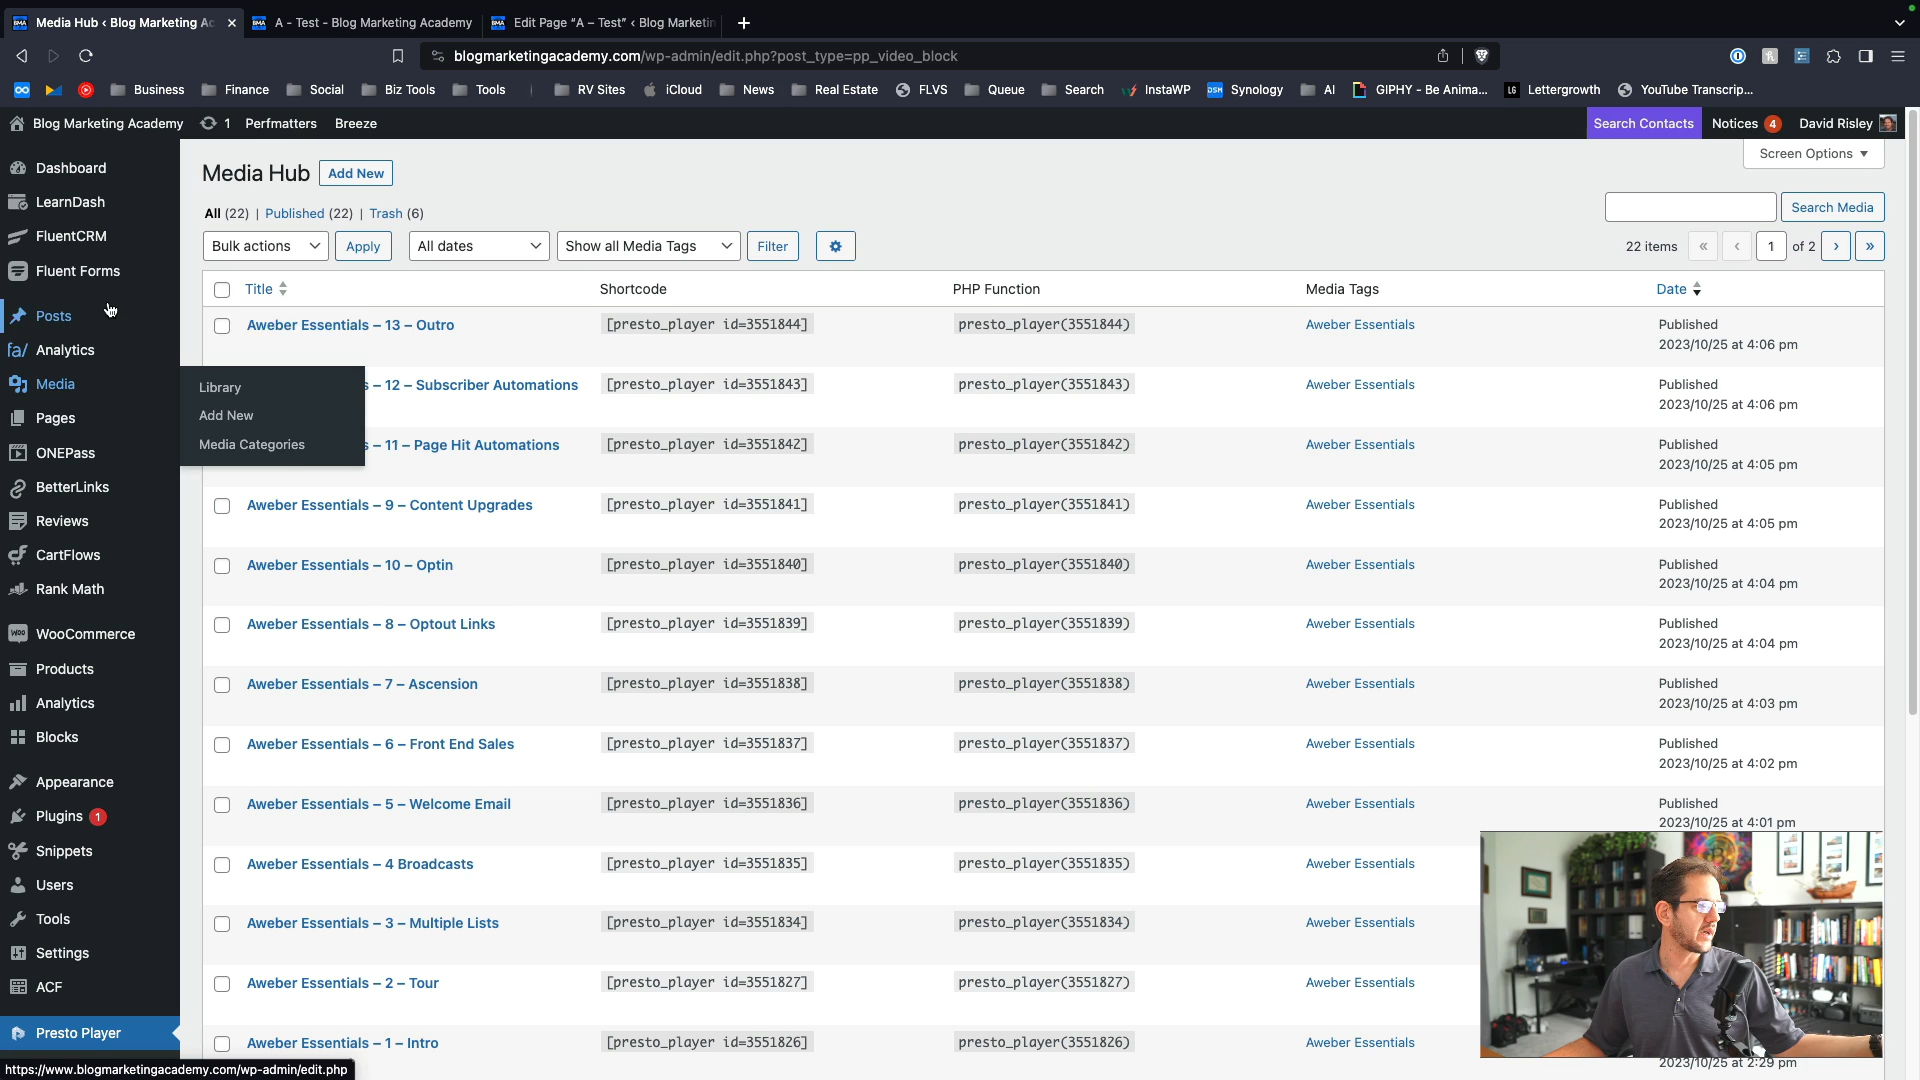 Media Hub < Blog Marketing Ac
A - Test - Blog Marketing Academy
Edit Page “A – Test” < Blog Marketin
blogmarketingacademy.com/wp-admin/edit.php?post_type=pp_video_block
Business
Finance
Social
Biz Tools
Tools
RV Sites
iCloud
News
Real Estate
FLVS
Queue
Search
InstaWP
Synology
AI
GIPHY - Be Anima...
Lettergrowth
YouTube Transcrip...
Blog Marketing Academy
1
Perfmatters
Breeze
Search Contacts
Notices 4
David Risley
Dashboard
LearnDash
FluentCRM
Fluent Forms
Posts
Analytics
Media
Pages
ONEPass
BetterLinks
Reviews
CartFlows
Rank Math
WooCommerce
Products
Analytics
Blocks
Appearance
Plugins 1
Snippets
Users
Tools
Settings
ACF
Presto Player
Library
Add New
Media Categories
Screen Options
Media Hub Add New
All (22) | Published (22) | Trash (6)
Search Media
Bulk actions Apply All dates Show all Media Tags Filter
22 items « ‹ 1 of 2 › »
Title Shortcode PHP Function Media Tags Date
Aweber Essentials – 13 – Outro [presto_player id=3551844] presto_player(3551844) Aweber Essentials Published
2023/10/25 at 4:06 pm
s – 12 – Subscriber Automations [presto_player id=3551843] presto_player(3551843) Aweber Essentials Published
2023/10/25 at 4:06 pm
s – 11 – Page Hit Automations [presto_player id=3551842] presto_player(3551842) Aweber Essentials Published
2023/10/25 at 4:05 pm
Aweber Essentials – 9 – Content Upgrades [presto_player id=3551841] presto_player(3551841) Aweber Essentials Published
2023/10/25 at 4:05 pm
Aweber Essentials – 10 – Optin [presto_player id=3551840] presto_player(3551840) Aweber Essentials Published
2023/10/25 at 4:04 pm
Aweber Essentials – 8 – Optout Links [presto_player id=3551839] presto_player(3551839) Aweber Essentials Published
2023/10/25 at 4:04 pm
Aweber Essentials – 7 – Ascension [presto_player id=3551838] presto_player(3551838) Aweber Essentials Published
2023/10/25 at 4:03 pm
Aweber Essentials – 6 – Front End Sales [presto_player id=3551837] presto_player(3551837) Aweber Essentials Published
2023/10/25 at 4:02 pm
Aweber Essentials – 5 – Welcome Email [presto_player id=3551836] presto_player(3551836) Aweber Essentials Published
2023/10/25 at 4:01 pm
Aweber Essentials – 4 Broadcasts [presto_player id=3551835] presto_player(3551835) Aweber Essentials
Aweber Essentials – 3 – Multiple Lists [presto_player id=3551834] presto_player(3551834) Aweber Essentials
Aweber Essentials – 2 – Tour [presto_player id=3551827] presto_player(3551827) Aweber Essentials
Aweber Essentials – 1 – Intro [presto_player id=3551826] presto_player(3551826) Aweber Essentials
2023/10/25 at 2:29 pm
https://www.blogmarketingacademy.com/wp-admin/edit.php